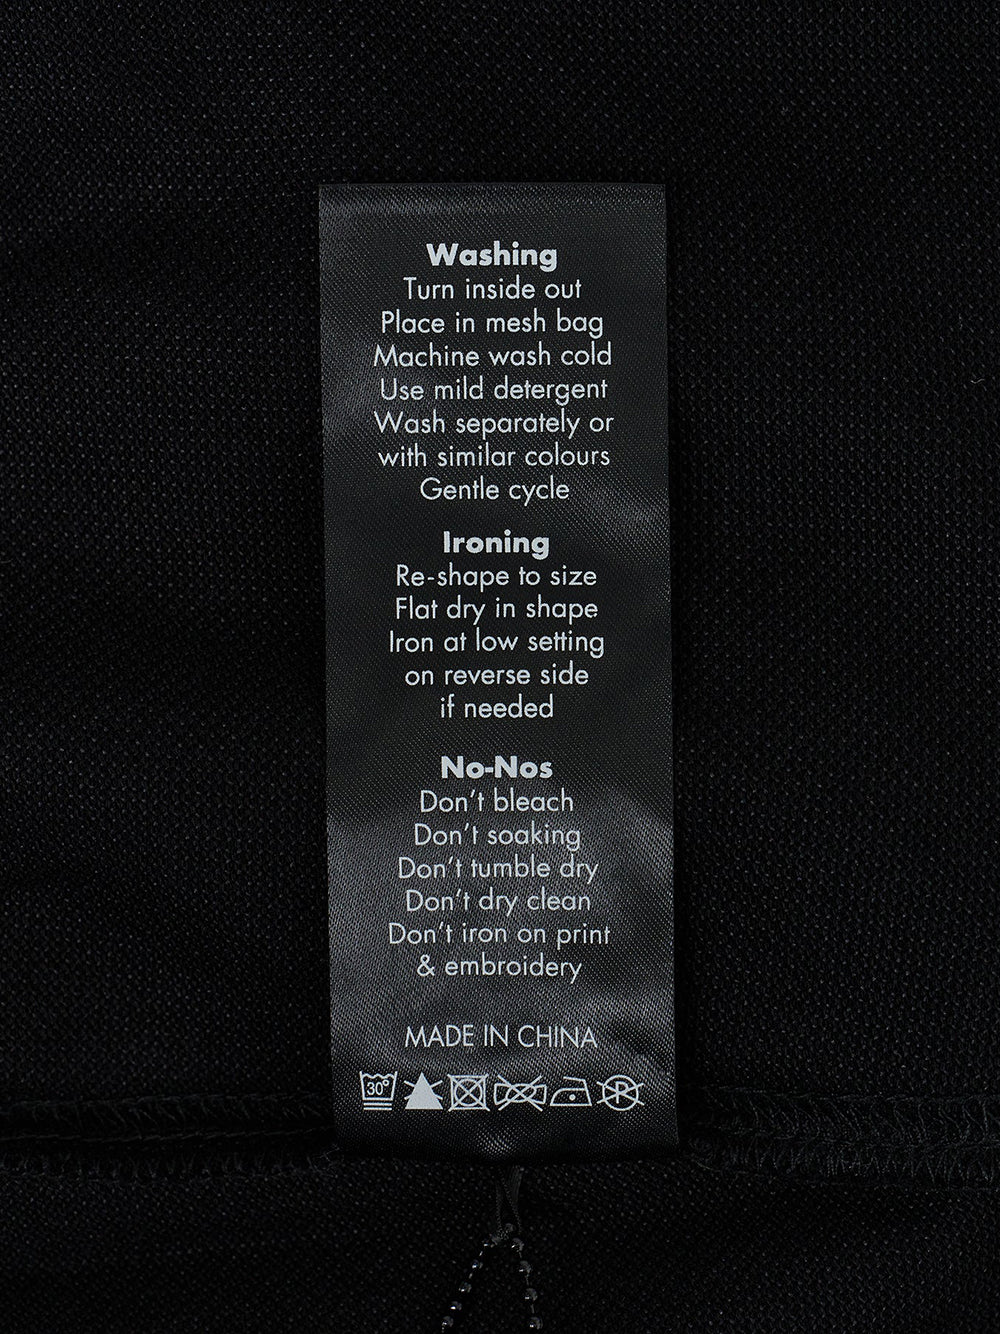 Washing
Turn inside out
Place in mesh bag
Machine wash cold
Use mild detergent
Wash separately or
with similar colours
Gentle cycle
Ironing
Re-shape to size
Flat dry in shape
Iron at low setting
on reverse side
if needed
No-Nos
Don't bleach
Don't soaking
Don't tumble dry
Don't dry clean
Don't iron on print
& embroidery
MADE IN CHINA
30° R